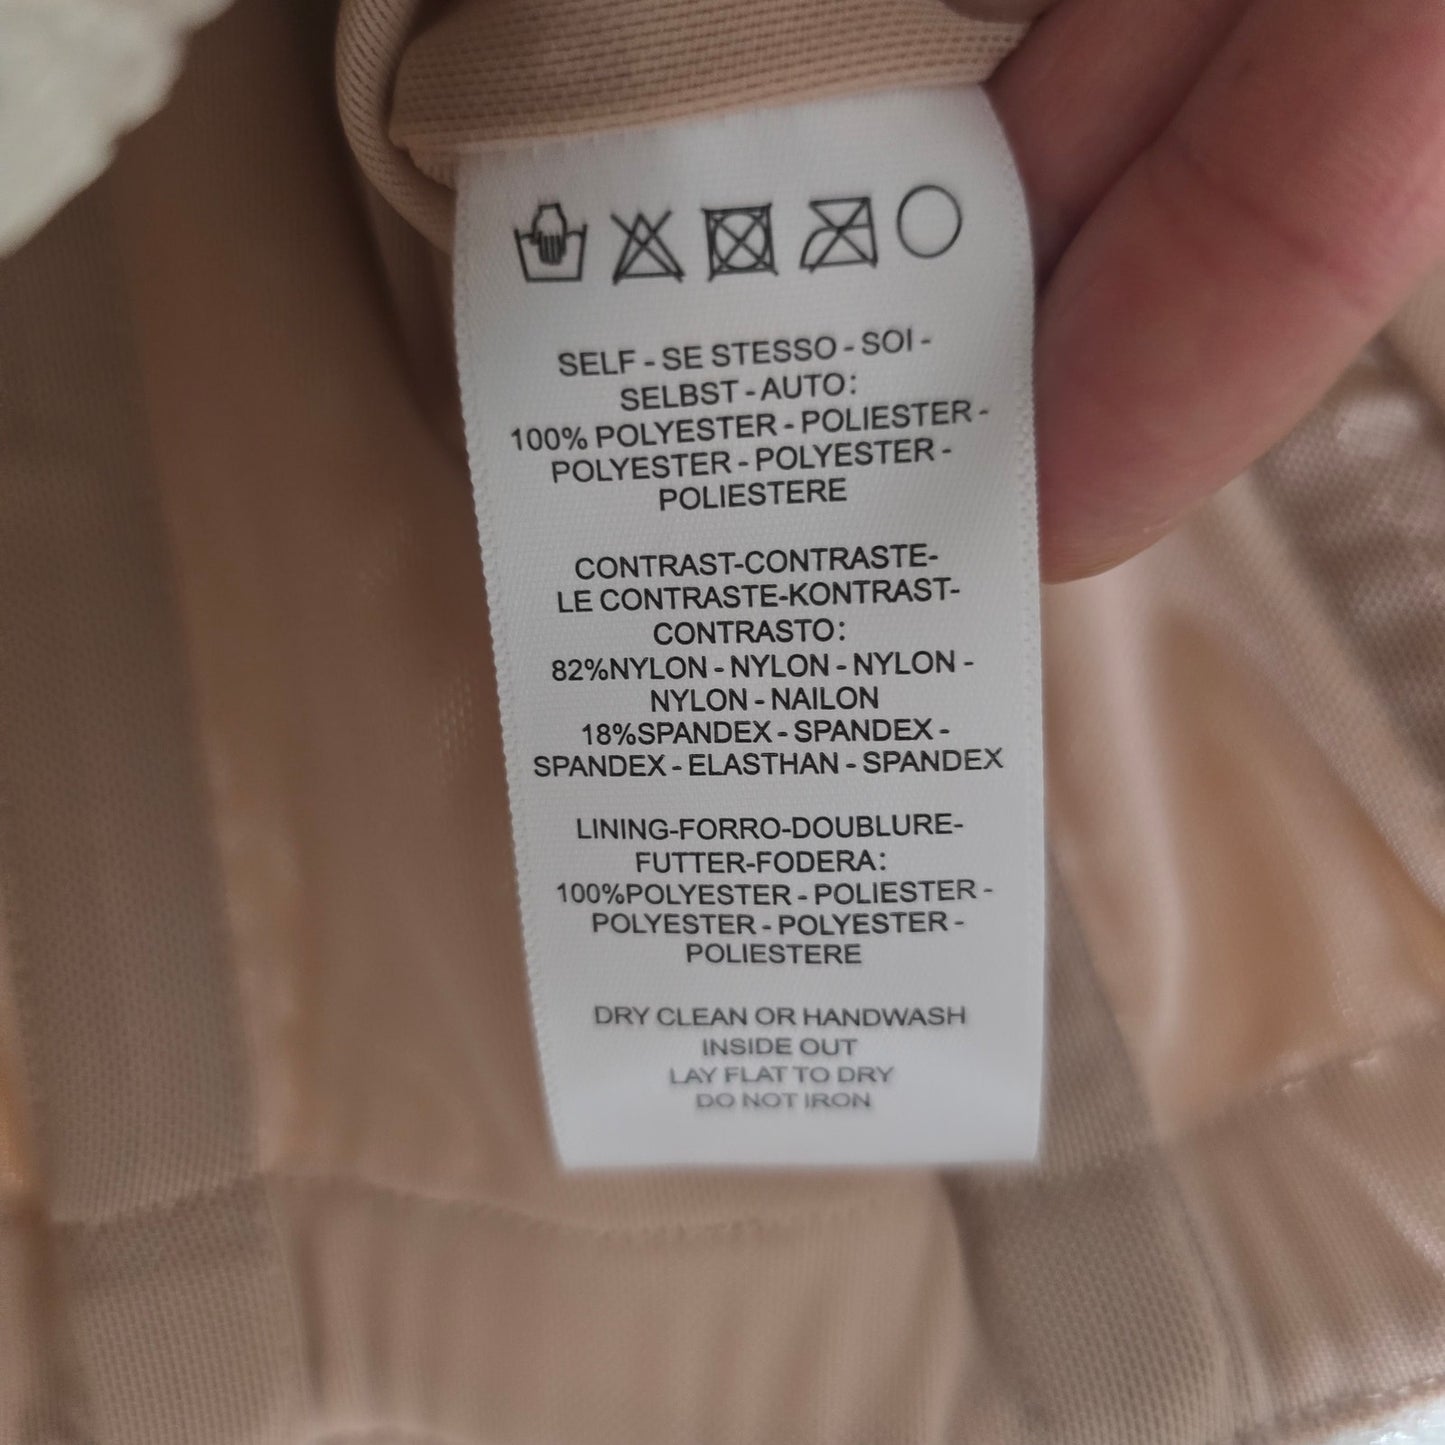 SELF - SE STESSO - SOI -
SELBST - AUTO:
100% POLYESTER - POLIESTER -
POLYESTER - POLYESTER -
POLIESTERE
CONTRAST-CONTRASTE-
LE CONTRASTE-KONTRAST-
CONTRASTO:
82%NYLON - NYLON - NYLON -
NYLON - NAILON
18%SPANDEX - SPANDEX -
SPANDEX - ELASTHAN - SPANDEX
LINING-FORRO-DOUBLURE-
FUTTER-FODERA:
100%POLYESTER - POLIESTER -
POLYESTER - POLYESTER -
POLIESTERE
DRY CLEAN OR HANDWASH
INSIDE OUT
LAY FLAT TO DRY
DO NOT IRON